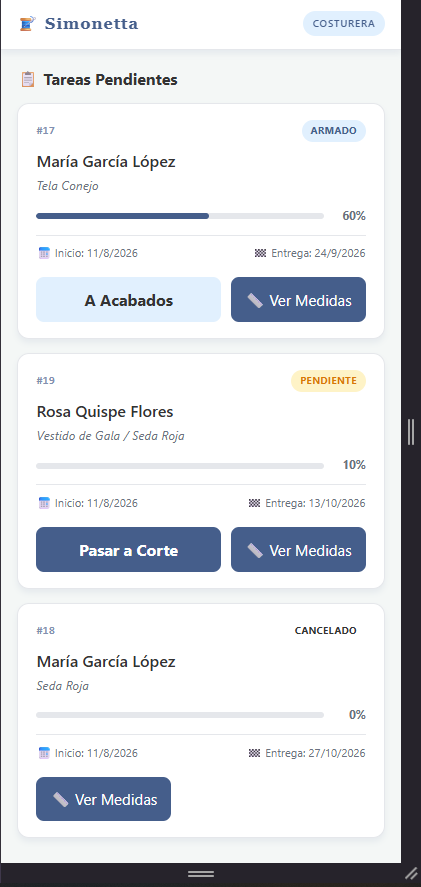 Simonetta
COSTURERA
Tareas Pendientes
#17
ARMADO
María García López
Tela Conejo
60%
Inicio: 11/8/2026
Entrega: 24/9/2026
A Acabados
Ver Medidas
#19
PENDIENTE
Rosa Quispe Flores
Vestido de Gala / Seda Roja
10%
Inicio: 11/8/2026
Entrega: 13/10/2026
Pasar a Corte
Ver Medidas
#18
CANCELADO
María García López
Seda Roja
0%
Inicio: 11/8/2026
Entrega: 27/10/2026
Ver Medidas